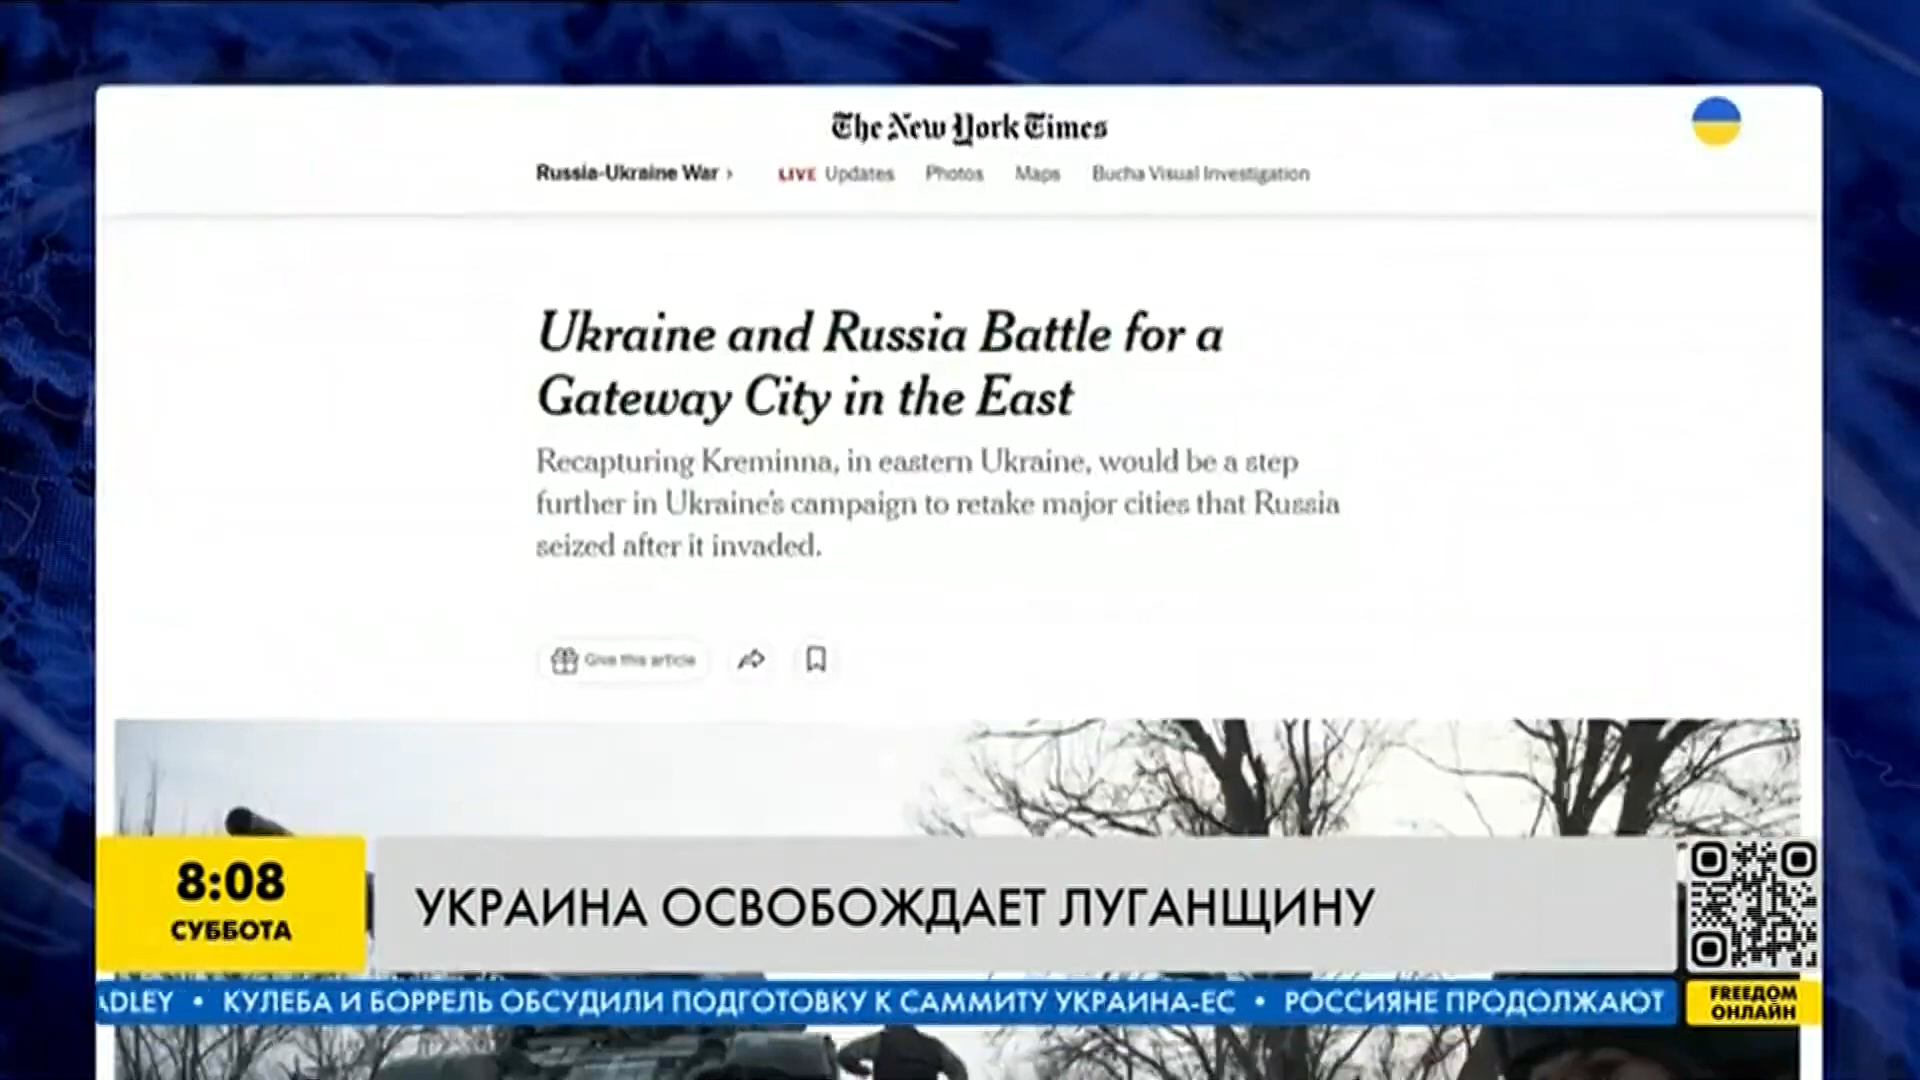 The New York Times
Russia-Ukraine War › LIVE Updates Photos Maps Bucha Visual Investigation
Ukraine and Russia Battle for a
Gateway City in the East
Recapturing Kreminna, in eastern Ukraine, would be a step
further in Ukraine's campaign to retake major cities that Russia
seized after it invaded.
Give this article
8:08
СУББОТА
УКРАИНА ОСВОБОЖДАЕТ ЛУГАНЩИНУ
ADLEY • КУЛЕБА И БОРРЕЛЬ ОБСУДИЛИ ПОДГОТОВКУ К САММИТУ УКРАИНА-ЕС • РОССИЯНЕ ПРОДОЛЖАЮТ
FREEДОМ
ОНЛАЙН